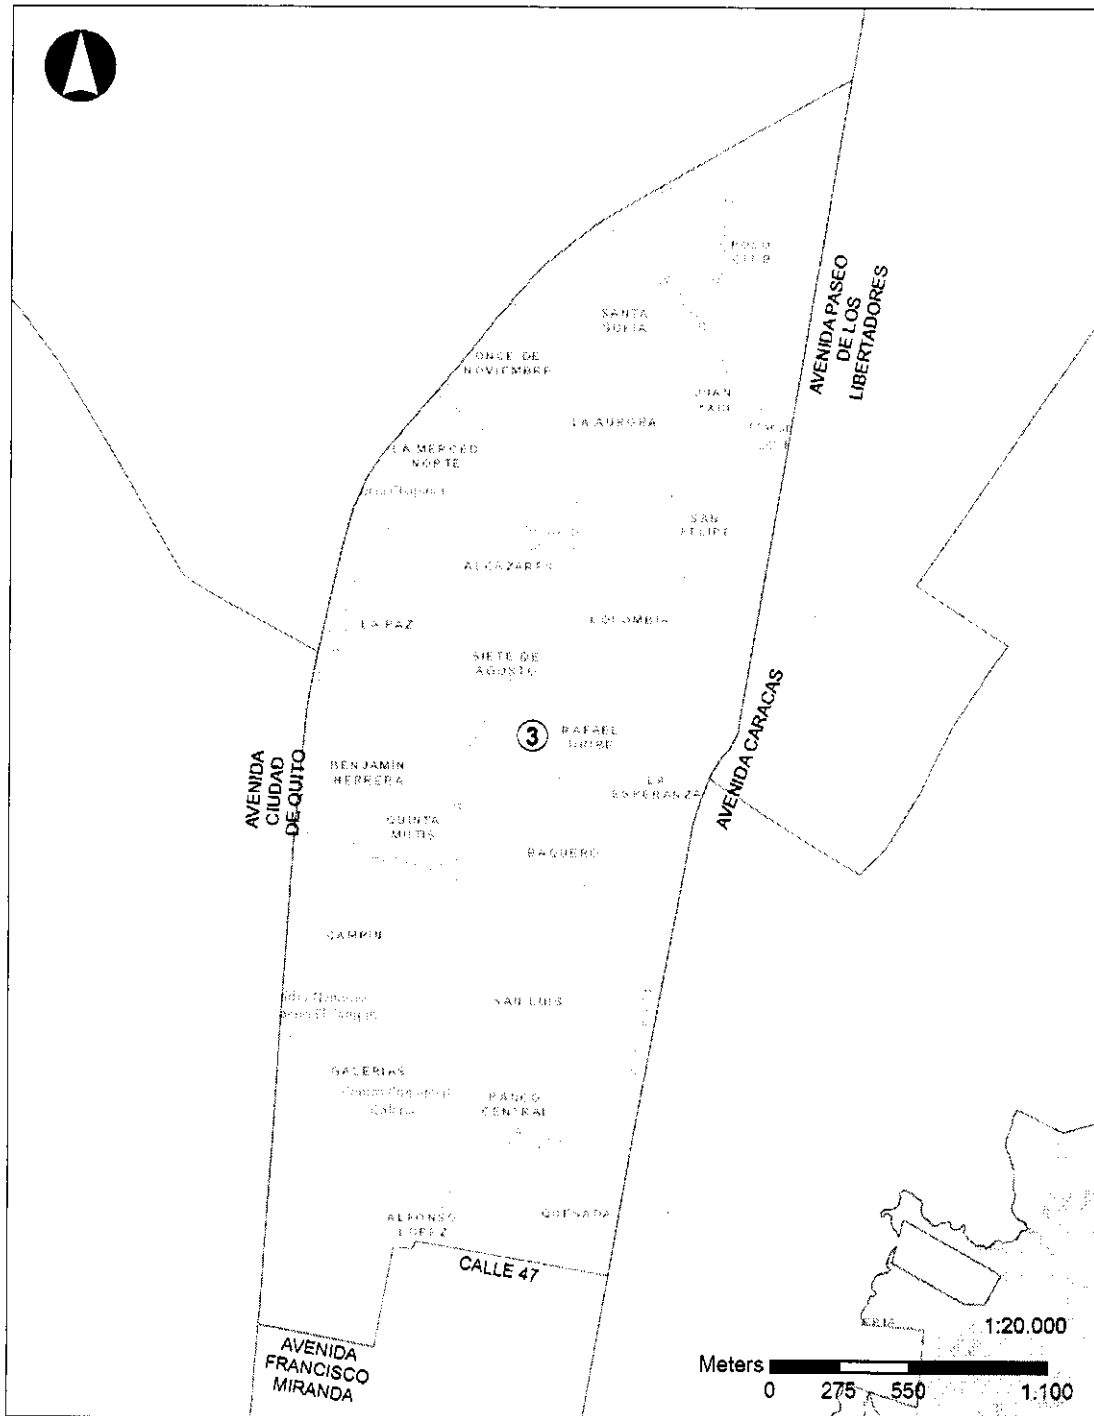 SANTA
SOFIA
ONCE DE
NOVIEMBRE
AVENIDA PASEO
DE LOS
LIBERTADORES
JUAN
LA AURORA
LA MERCED
NORTE
SAN
FELIPE
ALCAZARES
LA PAZ
COLOMBIA
SIETE DE
AGOSTO
3
RAFAEL
URIBE
AVENIDA CARACAS
AVENIDA
CIUDAD
DE QUITO
BENJAMIN
HERRERA
LA
ESPERANZA
QUINTA
MUTIS
BAQUERO
CAMPIN
SAN LUIS
GALERIAS
CENTRAL
ALFONSO
LOPEZ
QUESADA
CALLE 47
AVENIDA
FRANCISCO
MIRANDA
1:20.000
Meters
0 275 550 1.100